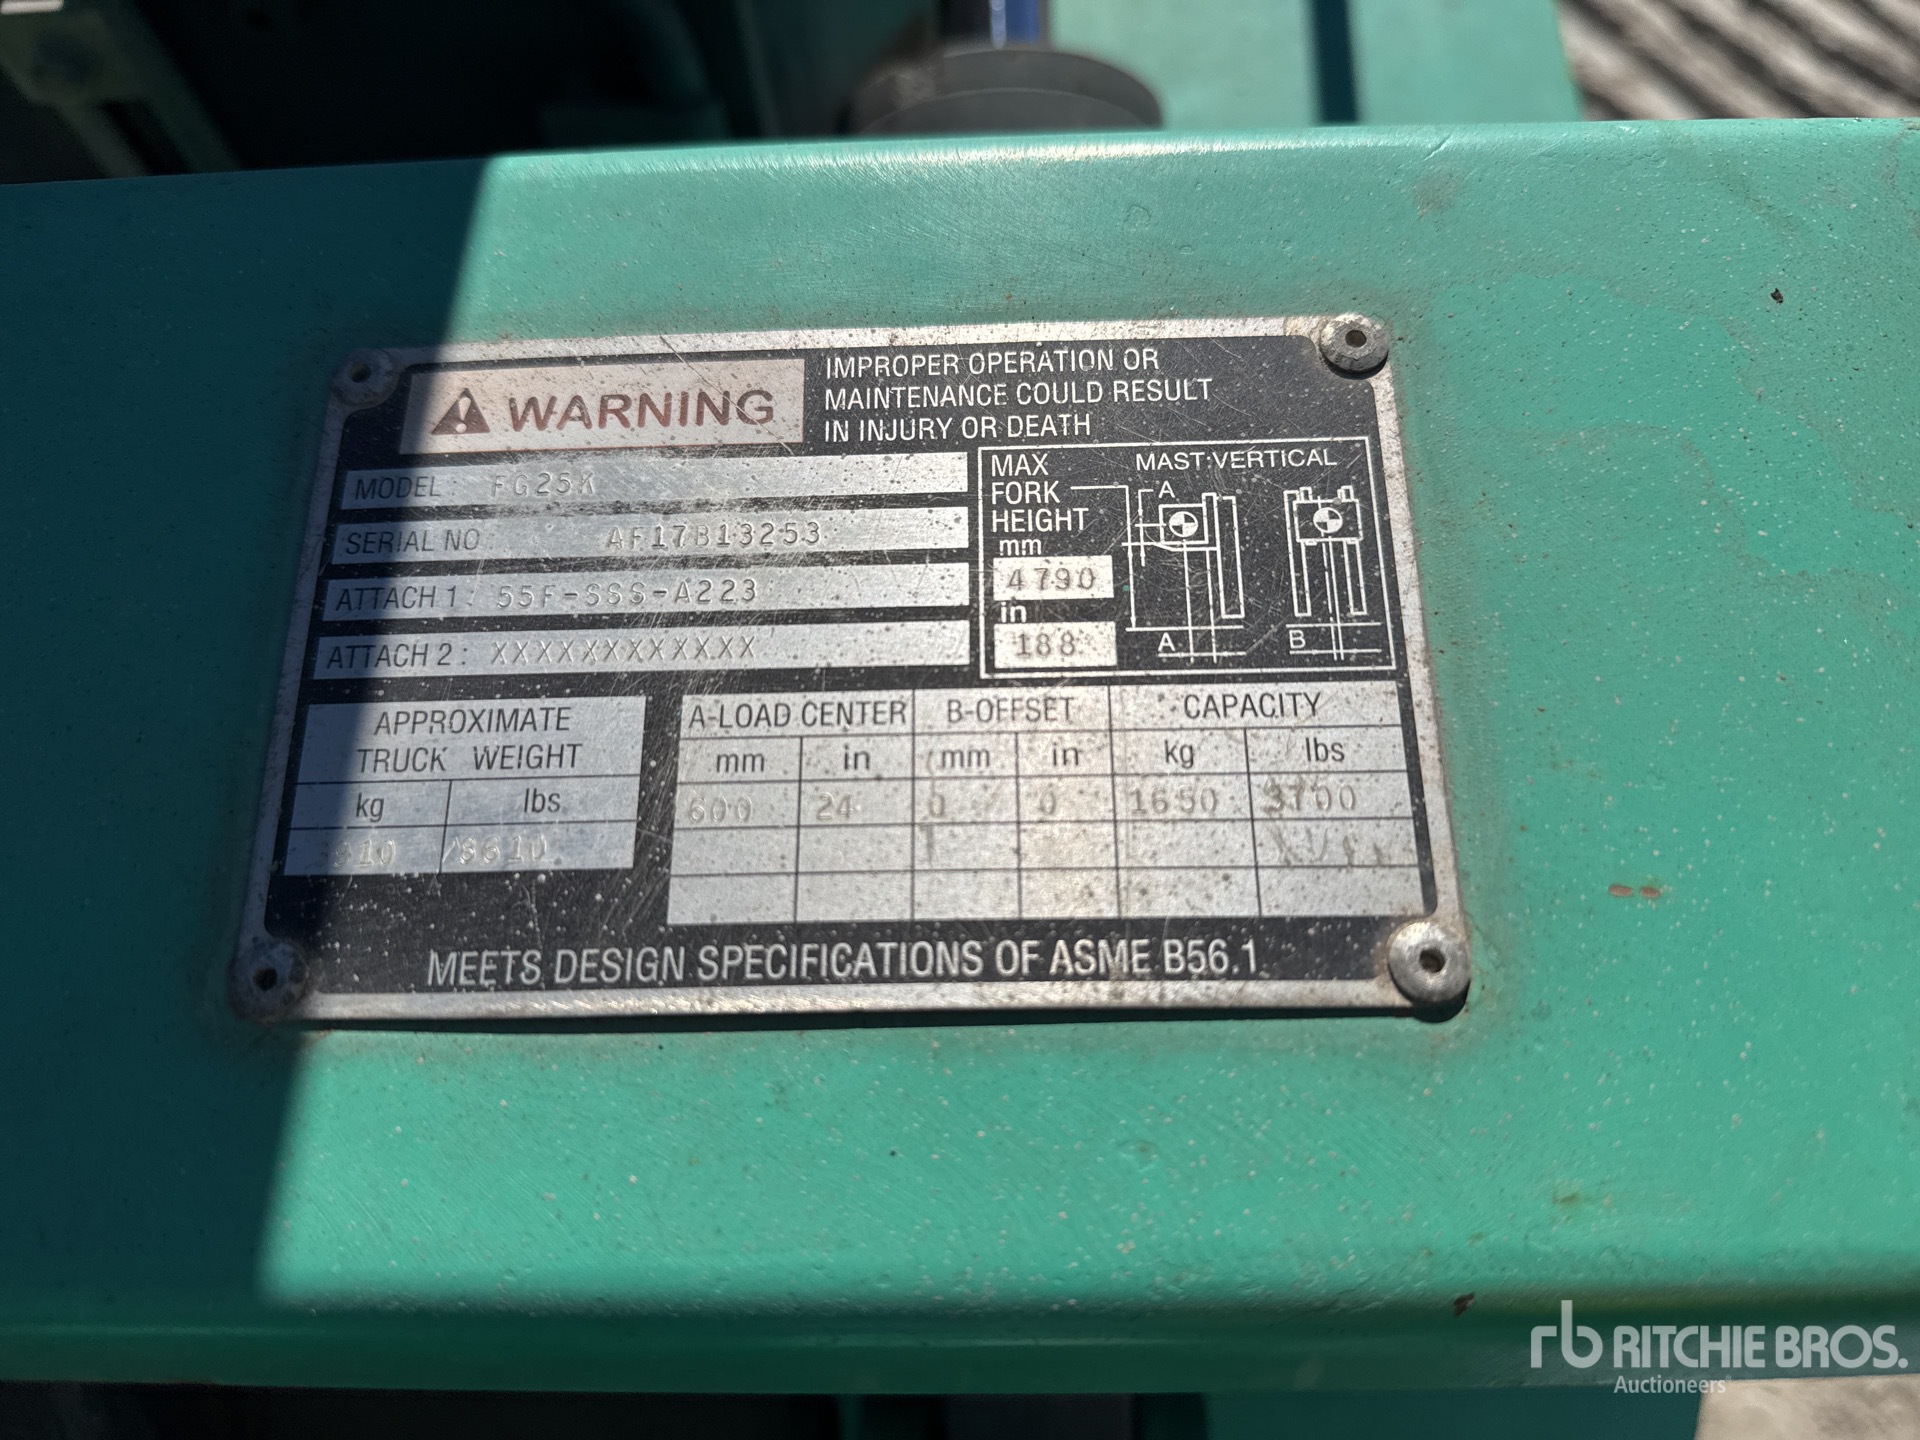 WARNING
IMPROPER OPERATION OR
MAINTENANCE COULD RESULT
IN INJURY OR DEATH
MODEL: FG25K
SERIAL NO AF17B13253
ATTACH 1: 55F-SSS-A223
ATTACH 2: XXXXXXXXXXXX
MAX
FORK
HEIGHT
mm
4790
in
188
MAST:VERTICAL
A
A
B
APPROXIMATE
TRUCK WEIGHT
kg lbs
A-LOAD CENTER B-OFFSET CAPACITY
mm in mm in kg lbs
600 24 0 0 1650 3700
MEETS DESIGN SPECIFICATIONS OF ASME B56.1
rb RITCHIE BROS.
Auctioneers